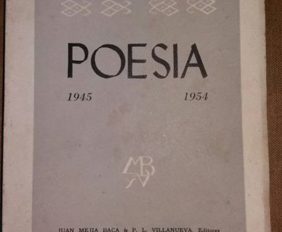 POESIA
1945 1954
JUAN MEJIA BACA & P. L. VILLANUEVA, Editores